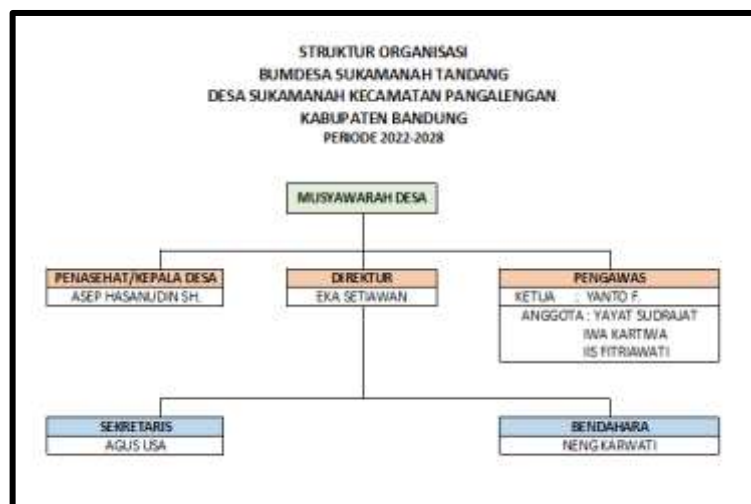 STRUKTUR ORGANISASI
BUMDESA SUKAMANAH TANDANG
DESA SUKAMANAH KECAMATAN PANGALENGAN
KABUPATEN BANDUNG
PERIODE 2022-2028
MUSYAWARAH DESA
PENASEHAT/KEPALA DESA
ASEP HASANUDIN SH.
DIREKTUR
EKA SETIAWAN
PENGAWAS
KETUA : YANTO F.
ANGGOTA : YAYAT SUDRAJAT
IWA KARTIWA
IIS FITRIAWATI
SEKRETARIS
AGUS USA
BENDAHARA
NENG KARWATI